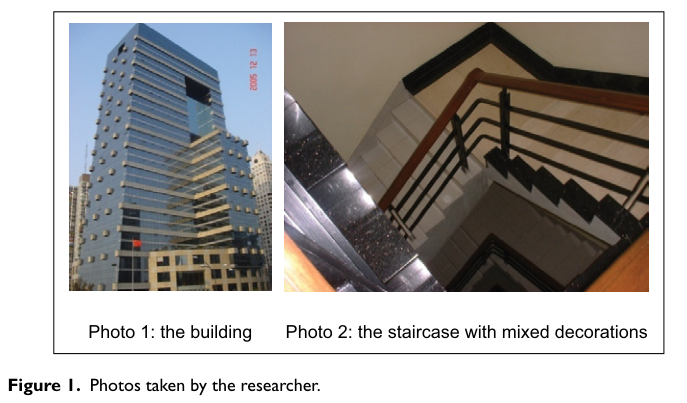 2005 12 13
Photo 1: the building
Photo 2: the staircase with mixed decorations
Figure 1. Photos taken by the researcher.